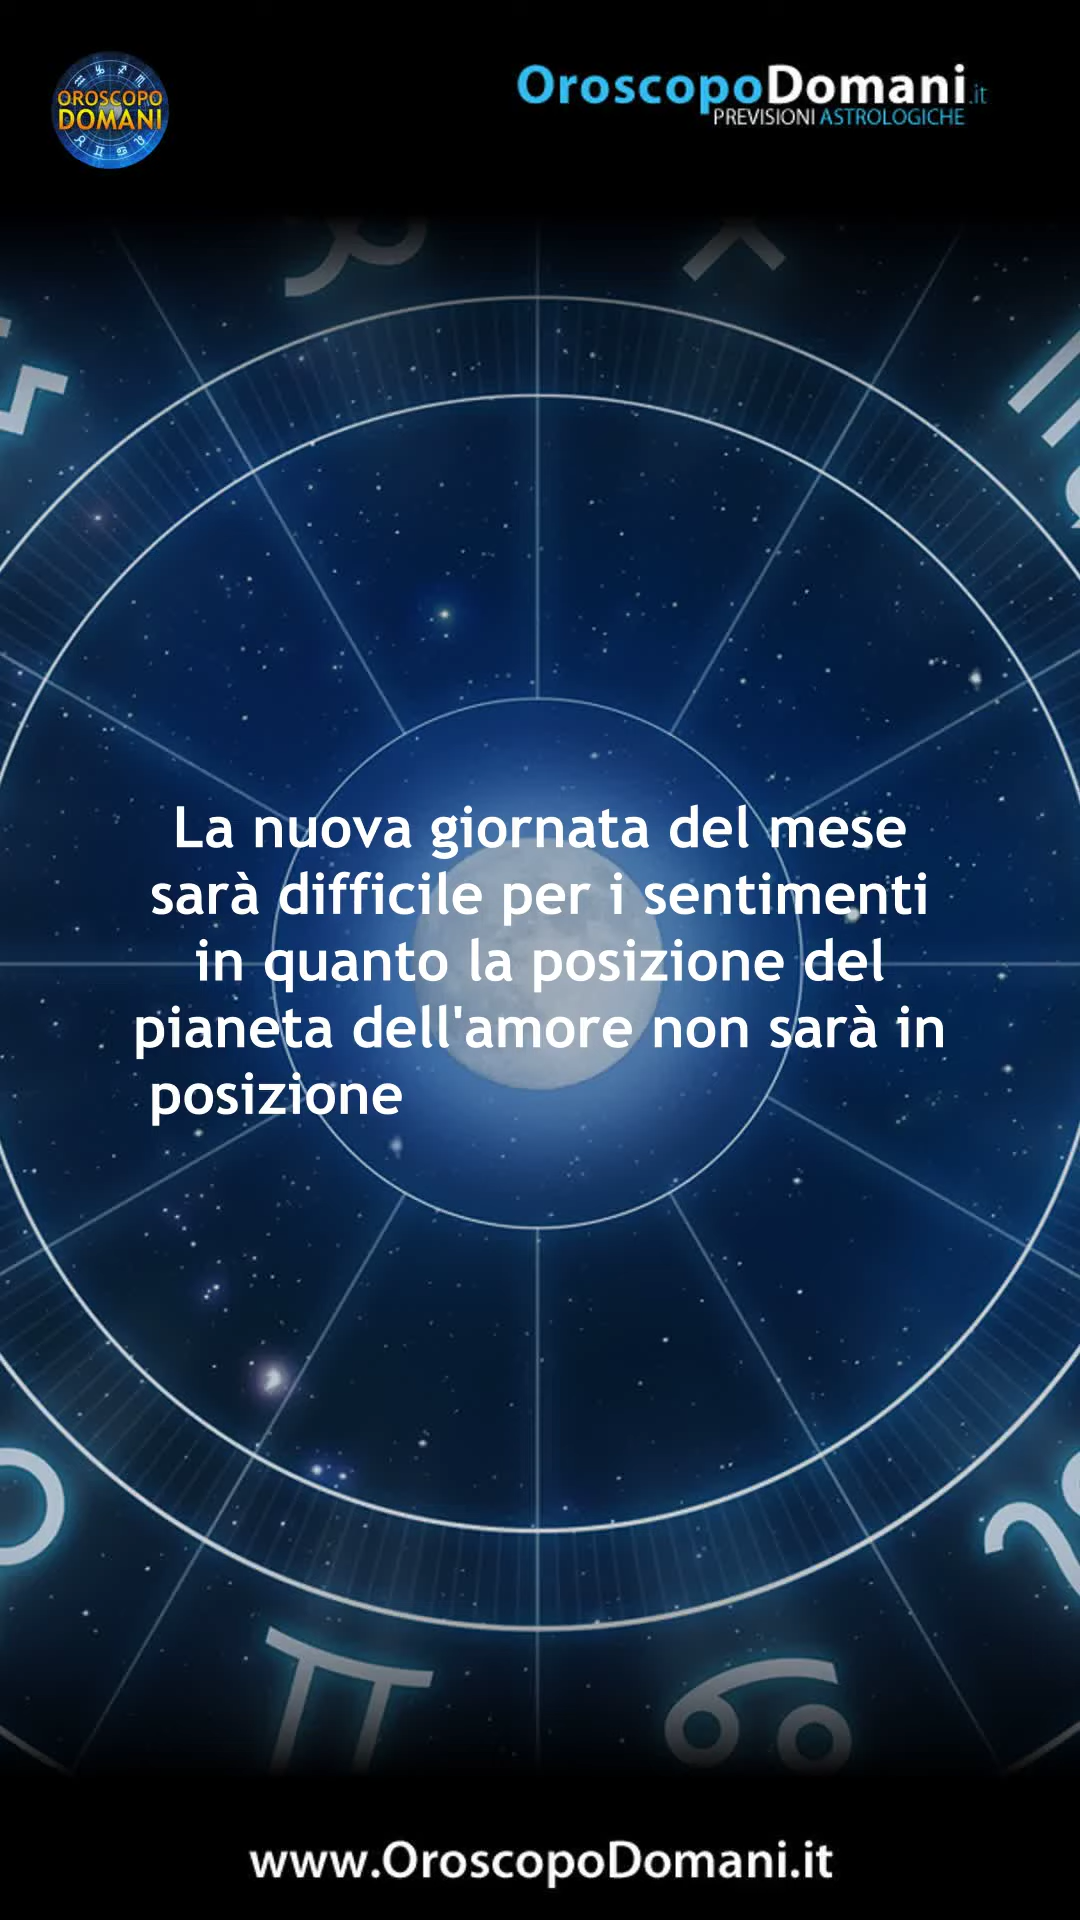 OROSCOPO
DOMANI
OroscopoDomani.it
PREVISIONI ASTROLOGICHE
La nuova giornata del mese
sarà difficile per i sentimenti
in quanto la posizione del
pianeta dell'amore non sarà in
posizione
www.OroscopoDomani.it